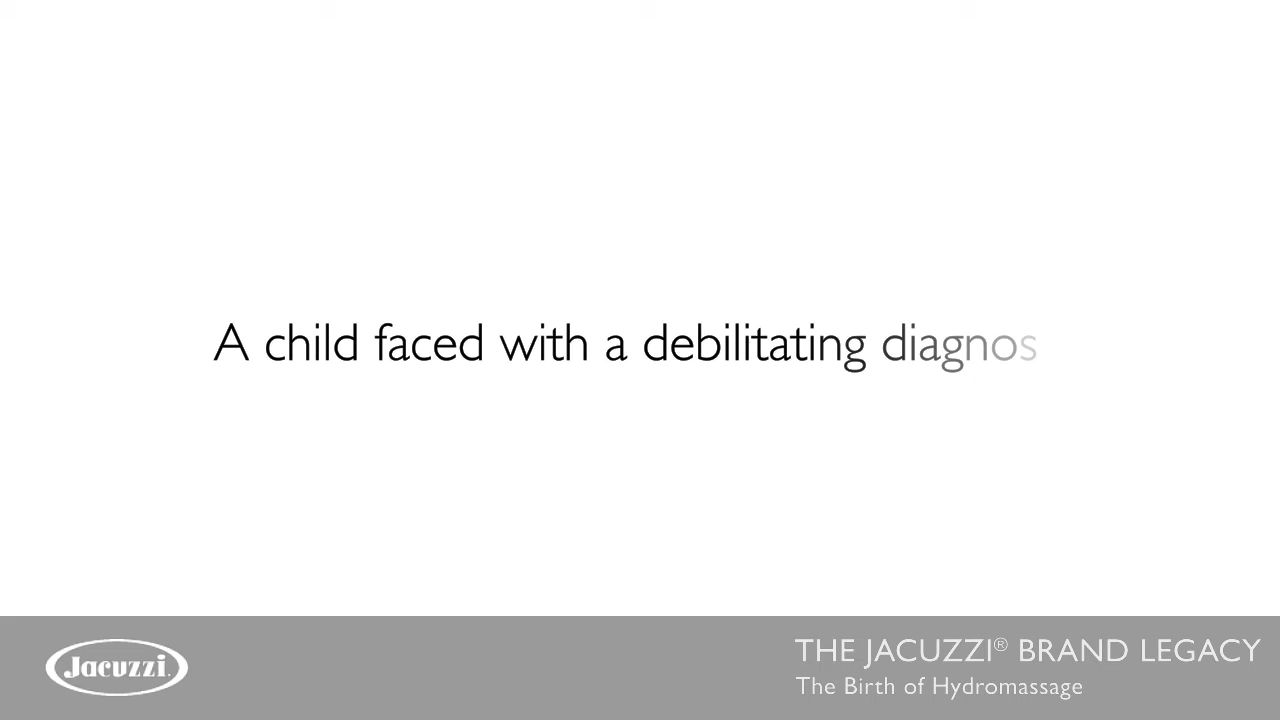 A child faced with a debilitating diagnos
Jacuzzi
THE JACUZZI® BRAND LEGACY
The Birth of Hydromassage